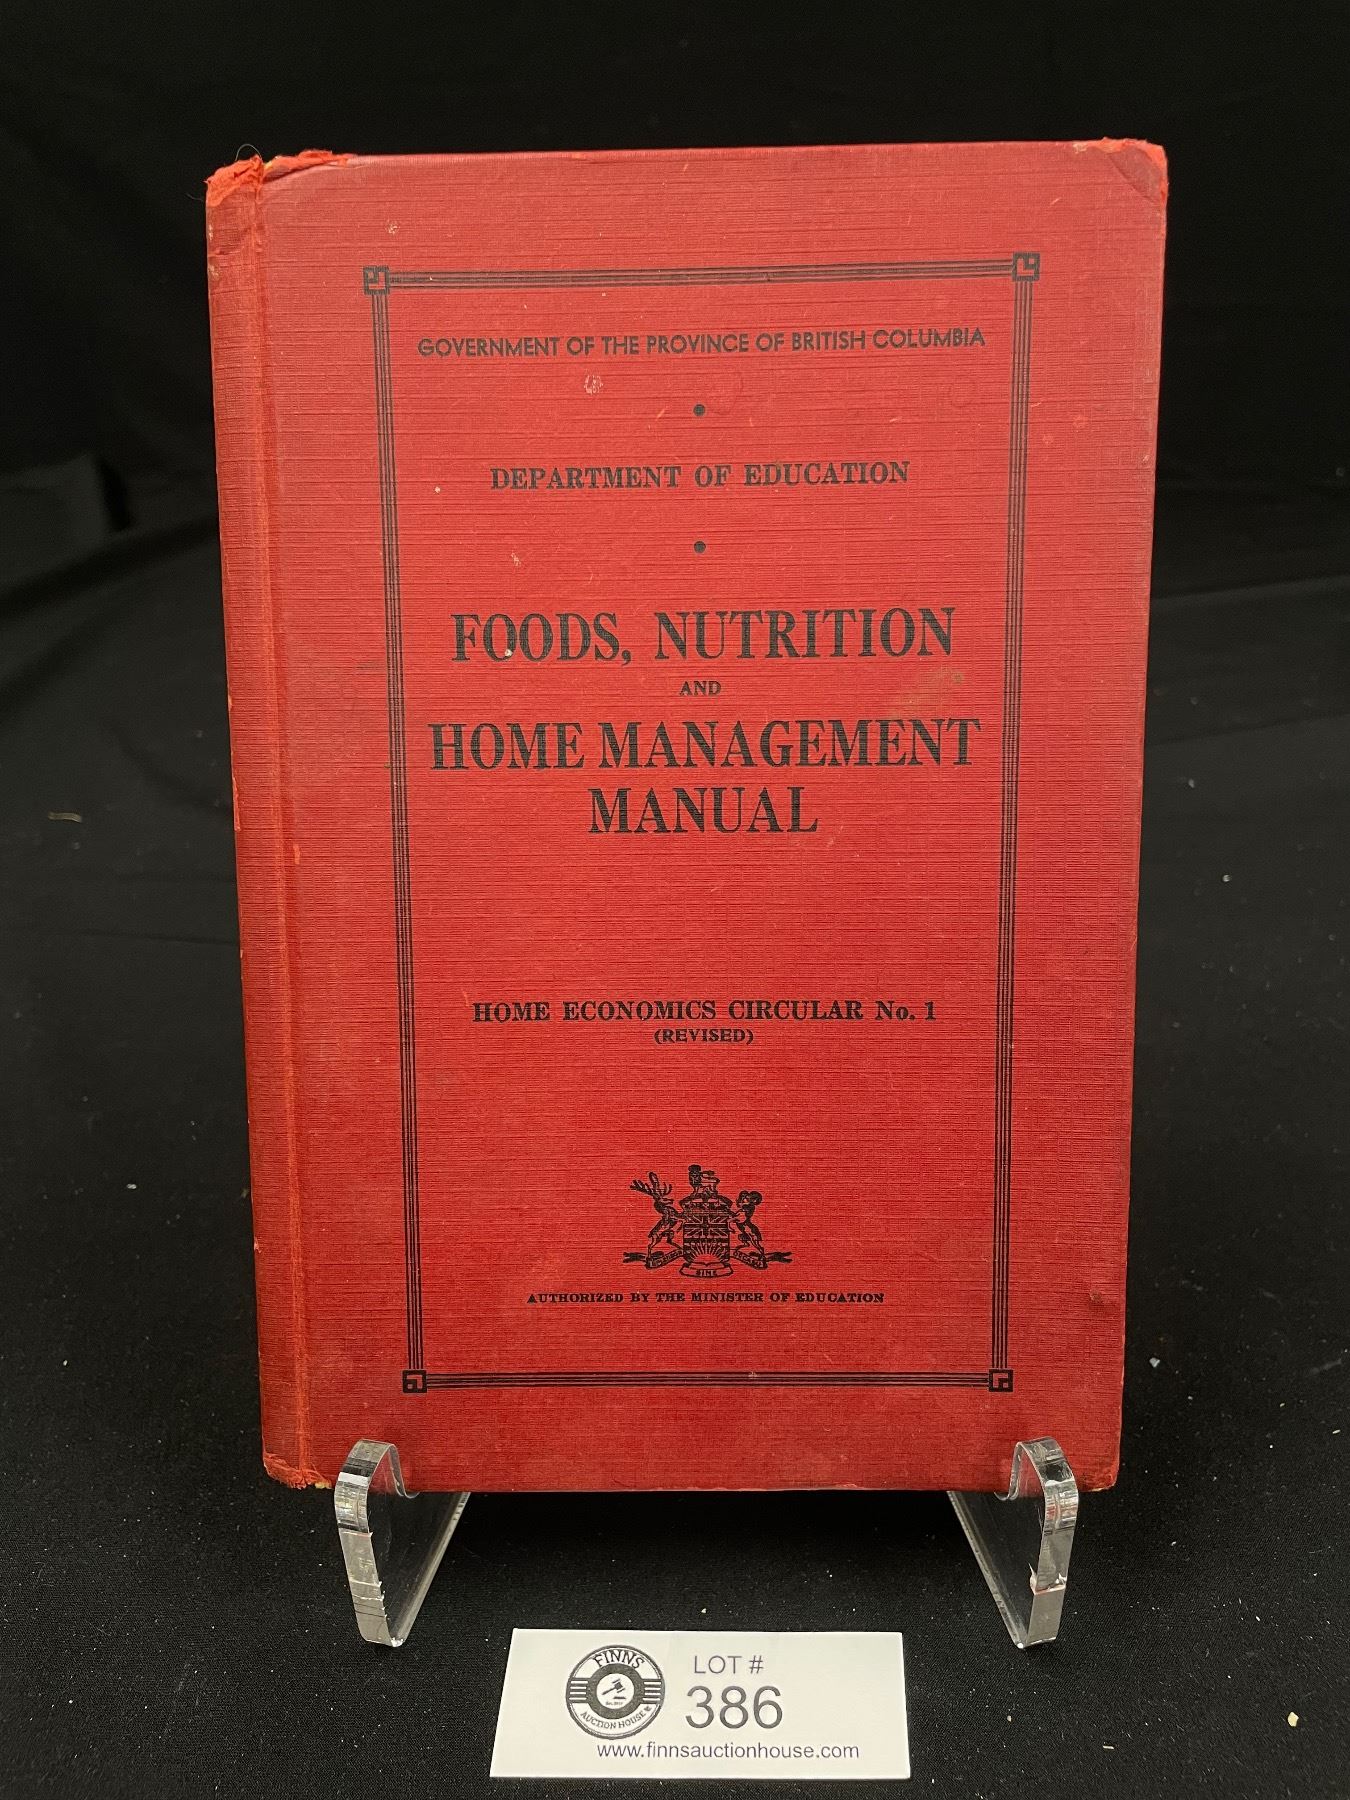 GOVERNMENT OF THE PROVINCE OF BRITISH COLUMBIA
DEPARTMENT OF EDUCATION
FOODS, NUTRITION
AND
HOME MANAGEMENT
MANUAL
HOME ECONOMICS CIRCULAR No. 1
(REVISED)
AUTHORIZED BY THE MINISTER OF EDUCATION
FINNS
AUCTION HOUSE
LOT #
386
www.finnsauctionhouse.com